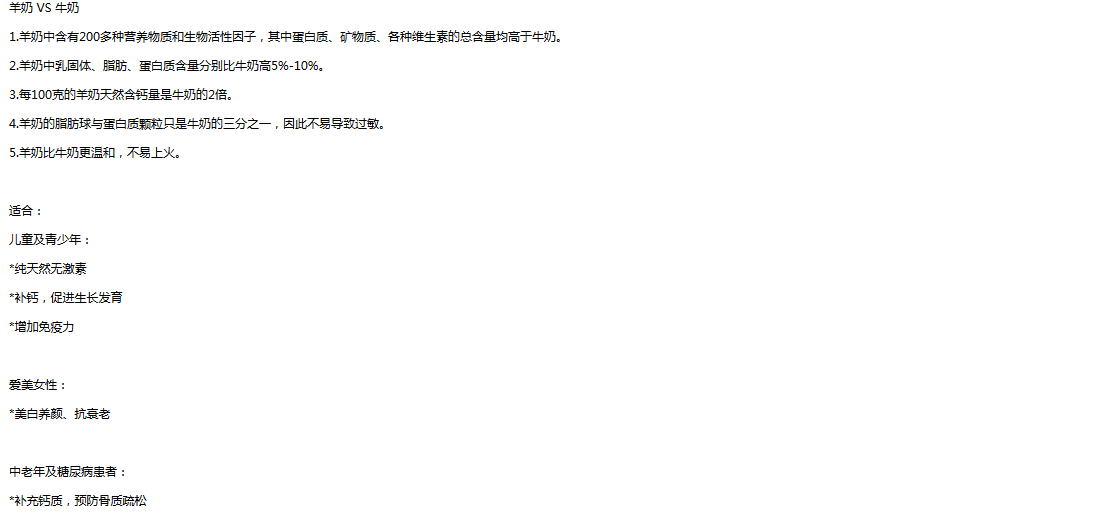 羊奶 VS 牛奶
1.羊奶中含有200多种营养物质和生物活性因子，其中蛋白质、矿物质、各种维生素的总含量均高于牛奶。
2.羊奶中乳固体、脂肪、蛋白质含量分别比牛奶高5%-10%。
3.每100克的羊奶天然含钙量是牛奶的2倍。
4.羊奶的脂肪球与蛋白质颗粒只是牛奶的三分之一，因此不易导致过敏。
5.羊奶比牛奶更温和，不易上火。
适合：
儿童及青少年：
*纯天然无激素
*补钙，促进生长发育
*增加免疫力
爱美女性：
*美白养颜、抗衰老
中老年及糖尿病患者：
*补充钙质，预防骨质疏松